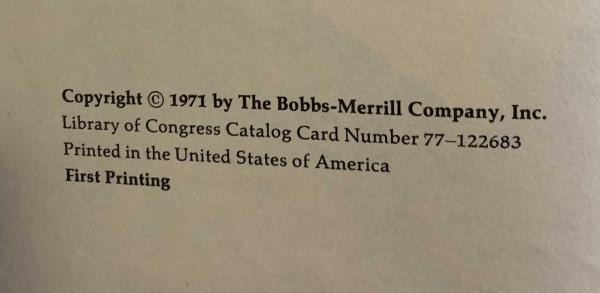 Copyright © 1971 by The Bobbs-Merrill Company, Inc.
Library of Congress Catalog Card Number 77–122683
Printed in the United States of America
First Printing